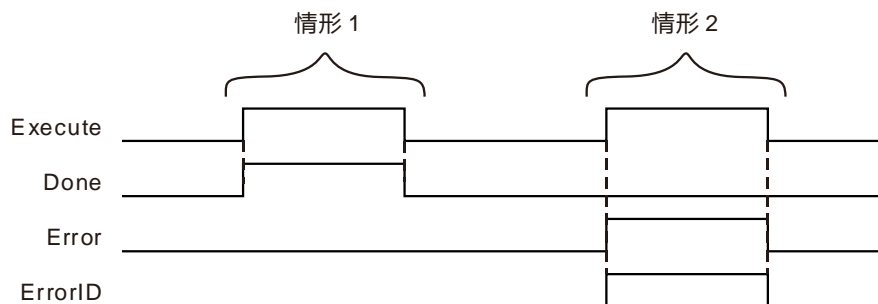 情形 1
情形 2
Execute
Done
Error
ErrorID